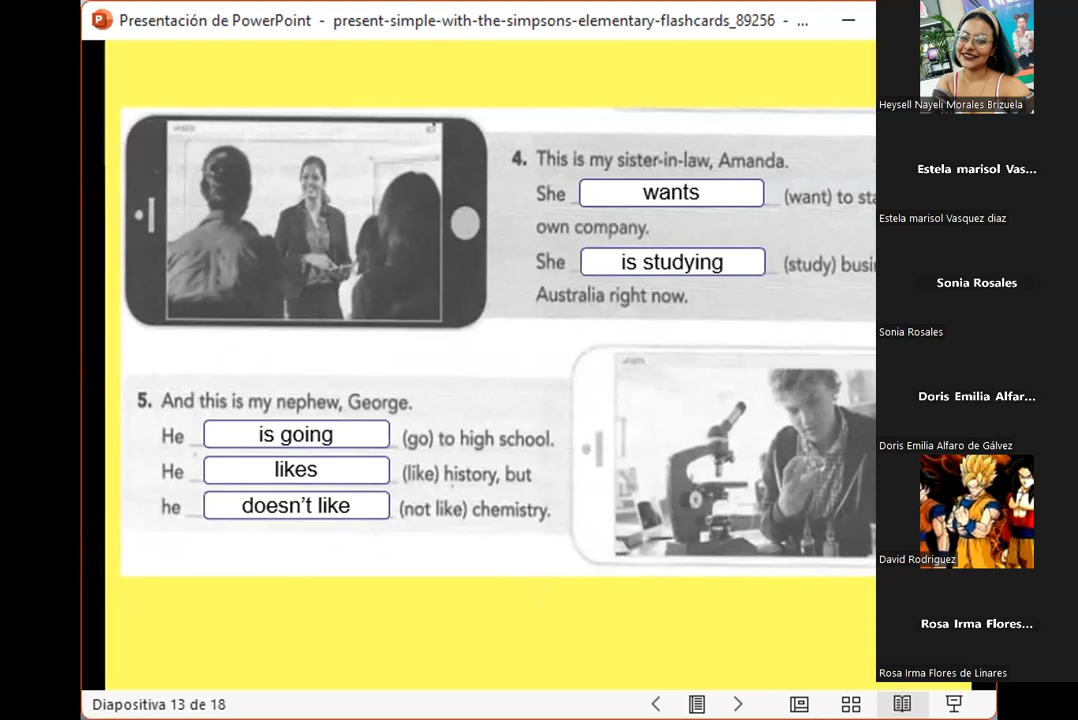 Presentación de PowerPoint - present-simple-with-the-simpsons-elementary-flashcards_89256 - ...
4. This is my sister-in-law, Amanda.
She wants (want) to sta
own company.
She is studying (study) busi
Australia right now.
5. And this is my nephew, George.
He is going (go) to high school.
He likes (like) history, but
he doesn't like (not like) chemistry.
Heysell Nayeli Morales Brizuela
Estela marisol Vas...
Estela marisol Vasquez diaz
Sonia Rosales
Sonia Rosales
Doris Emilia Alfar...
Doris Emilia Alfaro de Gálvez
David Rodriguez
Rosa Irma Flores...
Rosa Irma Flores de Linares
Diapositiva 13 de 18